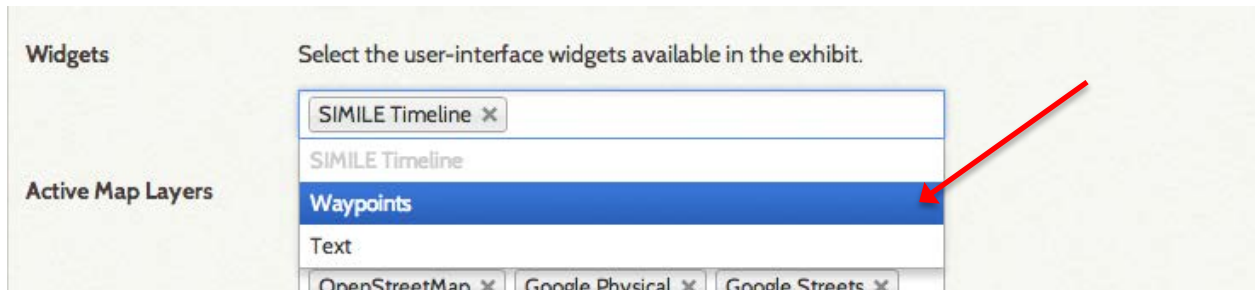 Widgets
Select the user-interface widgets available in the exhibit.
SIMILE Timeline ×
SIMILE Timeline
Active Map Layers
Waypoints
Text
OpenStreetMap × Google Physical × Google Streets ×